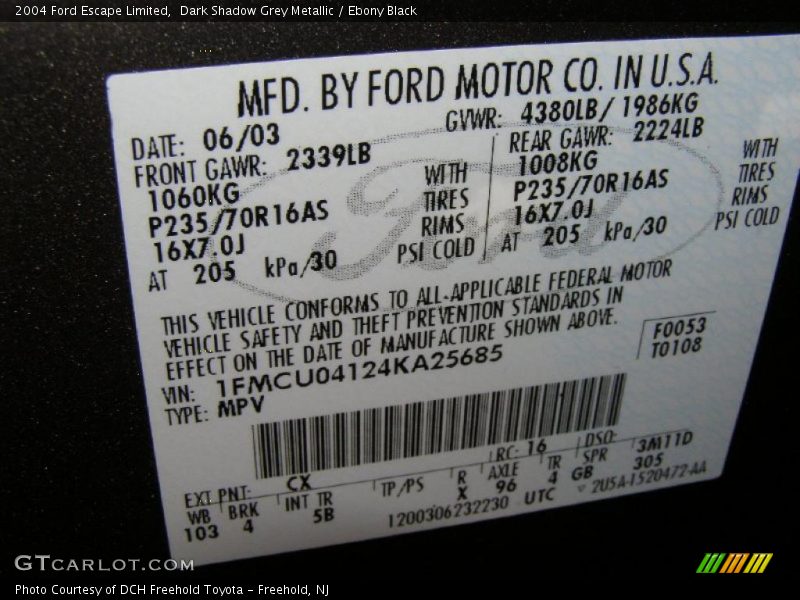 2004 Ford Escape Limited, Dark Shadow Grey Metallic / Ebony Black
MFD. BY FORD MOTOR CO. IN U.S.A.
DATE: 06/03 GVWR: 4380LB/ 1986KG
FRONT GAWR: 2339LB REAR GAWR: 2224LB
1060KG WITH 1008KG WITH
P235/70R16AS TIRES P235/70R16AS TIRES
16X7.0J RIMS 16X7.0J RIMS
AT 205 kPa/30 PSI COLD AT 205 kPa/30 PSI COLD
Ford
THIS VEHICLE CONFORMS TO ALL-APPLICABLE FEDERAL MOTOR
VEHICLE SAFETY AND THEFT PREVENTION STANDARDS IN
EFFECT ON THE DATE OF MANUFACTURE SHOWN ABOVE.
VIN: 1FMCU04124KA25685 F0053
TYPE: MPV T0108
EXT PNT: CX RC: 16 DSO:
WB BRK INT TR TP/PS R AXLE TR SPR 3M11D
103 4 5B X 96 4 GB 305
1200306232230 UTC 2U5A-1520472-AA
GTCARLOT.COM
Photo Courtesy of DCH Freehold Toyota - Freehold, NJ